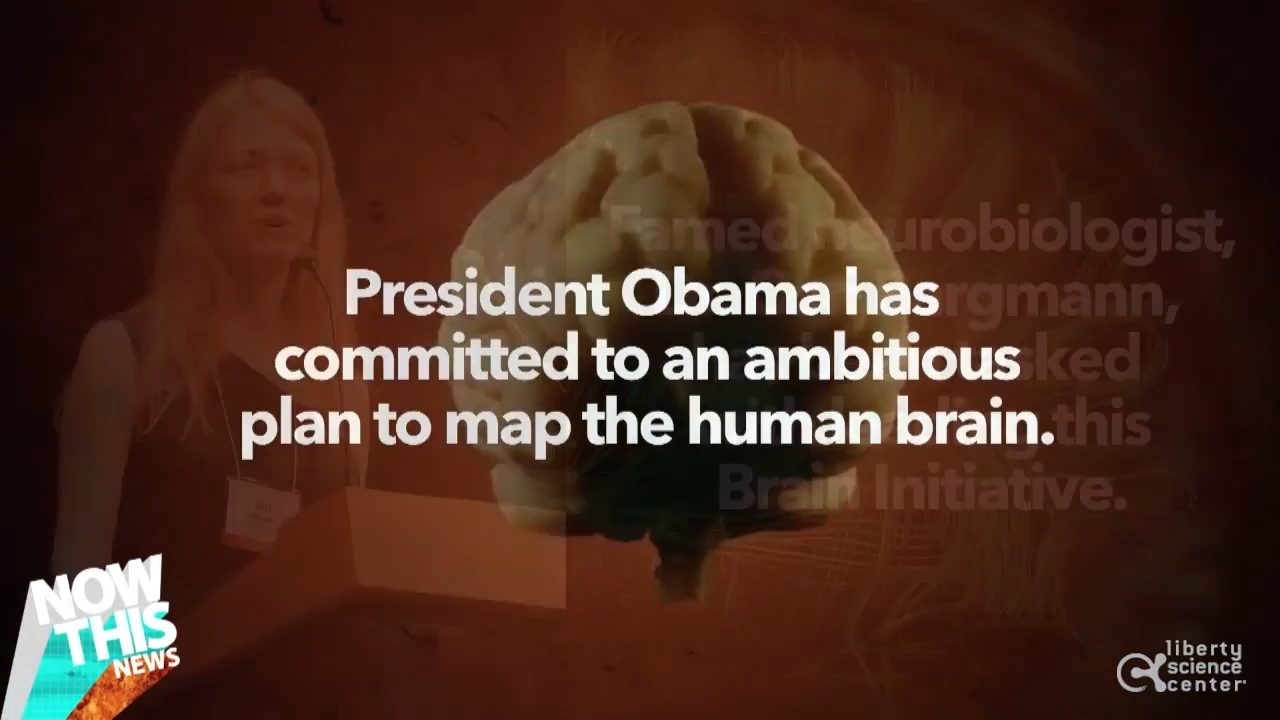 President Obama has
committed to an ambitious
plan to map the human brain.
Famed neurobiologist,
rgmann,
sked
this
Brain Initiative.
NOW
THIS
NEWS
liberty
science
center